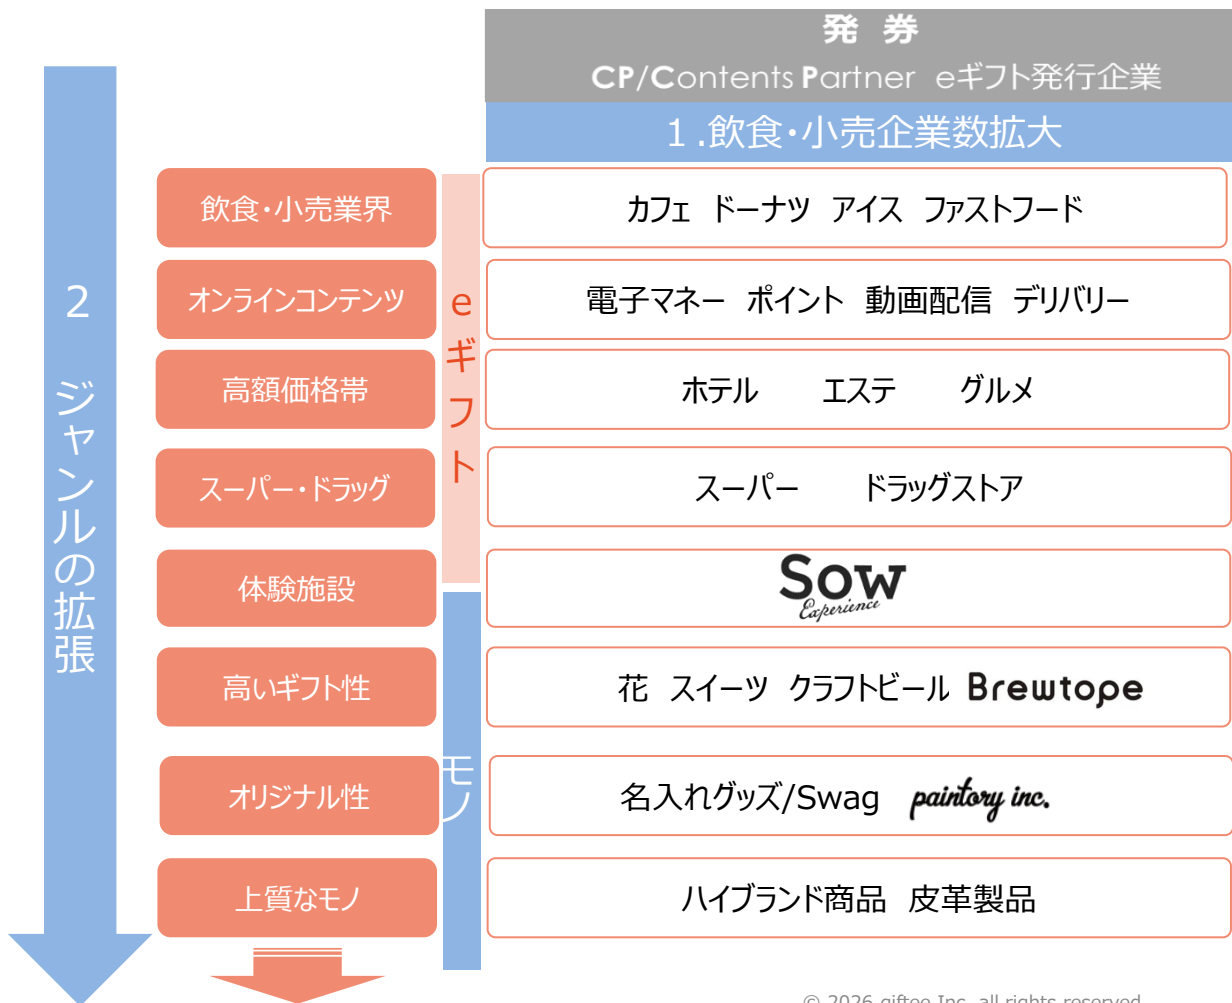 発 券
CP/Contents Partner eギフト発行企業
１.飲食・小売企業数拡大
２ ジャンルの拡張
eギフト
モノ
飲食・小売業界
カフェ ドーナツ アイス ファストフード
オンラインコンテンツ
電子マネー ポイント 動画配信 デリバリー
高額価格帯
ホテル エステ グルメ
スーパー・ドラッグ
スーパー ドラッグストア
体験施設
Sow
Experience
高いギフト性
花 スイーツ クラフトビール Brewtope
オリジナル性
名入れグッズ/Swag paintory inc.
上質なモノ
ハイブランド商品 皮革製品
© 2026 giftee Inc. all rights reserved